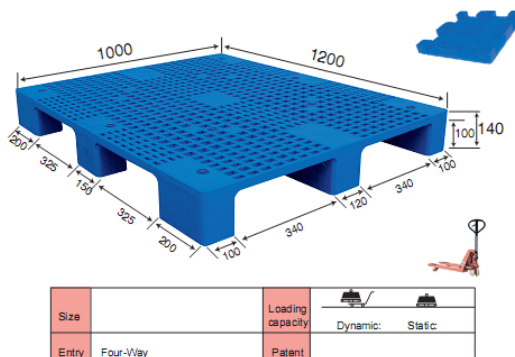 1000
1200
100
140
200
325
150
325
200
100
340
120
340
100
Size
Loading capacity
Dynamic:
Static:
Entry
Four-Way
Patent